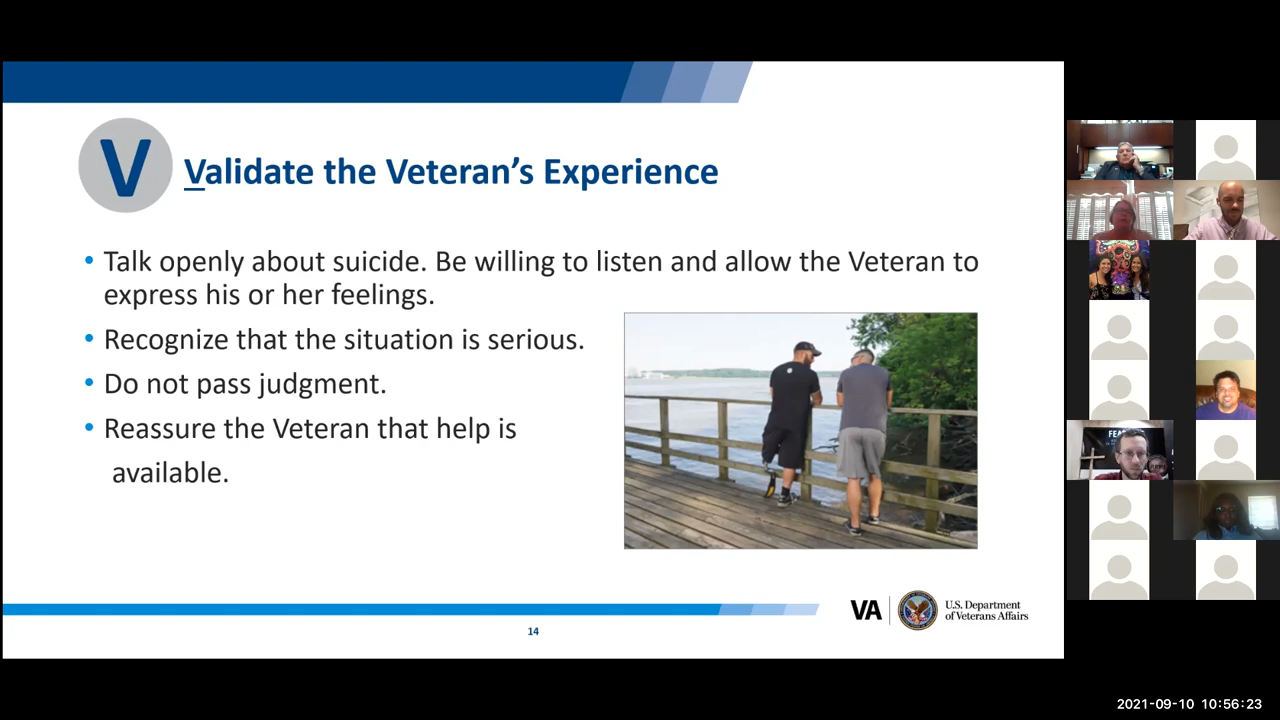 V
Validate the Veteran's Experience
• Talk openly about suicide. Be willing to listen and allow the Veteran to
express his or her feelings.
• Recognize that the situation is serious.
• Do not pass judgment.
• Reassure the Veteran that help is
available.
VA
U.S. Department
of Veterans Affairs
14
2021-09-10 10:56:23